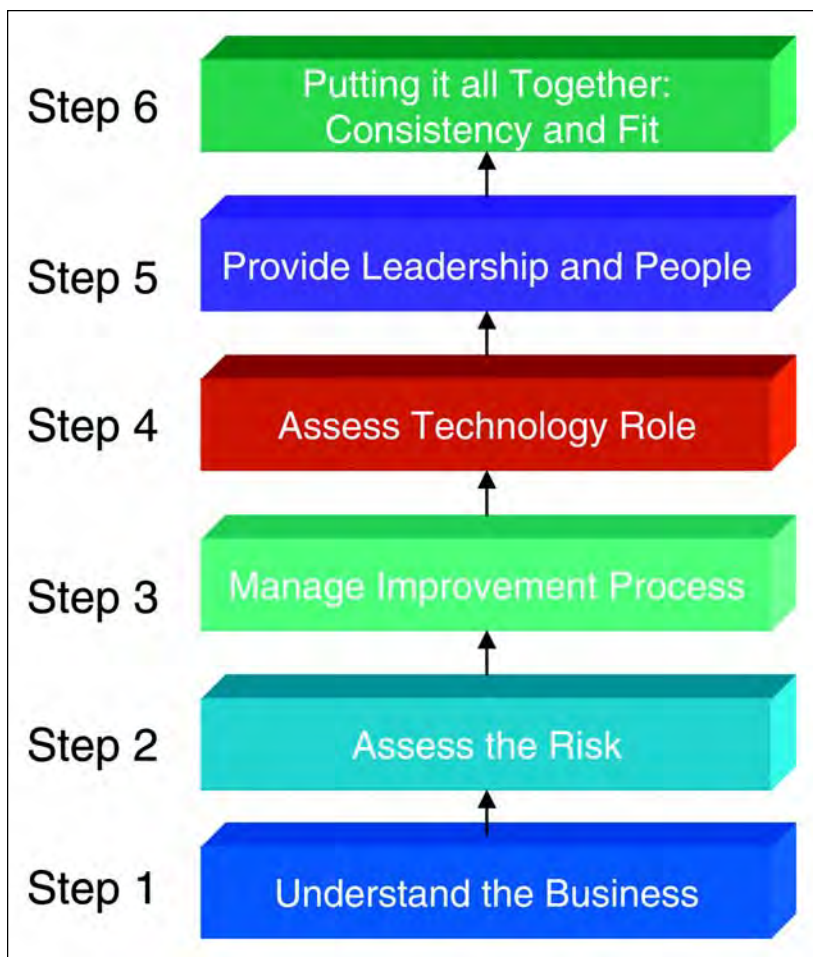 Step 6
Putting it all Together:
Consistency and Fit
Step 5
Provide Leadership and People
Step 4
Assess Technology Role
Step 3
Manage Improvement Process
Step 2
Assess the Risk
Step 1
Understand the Business